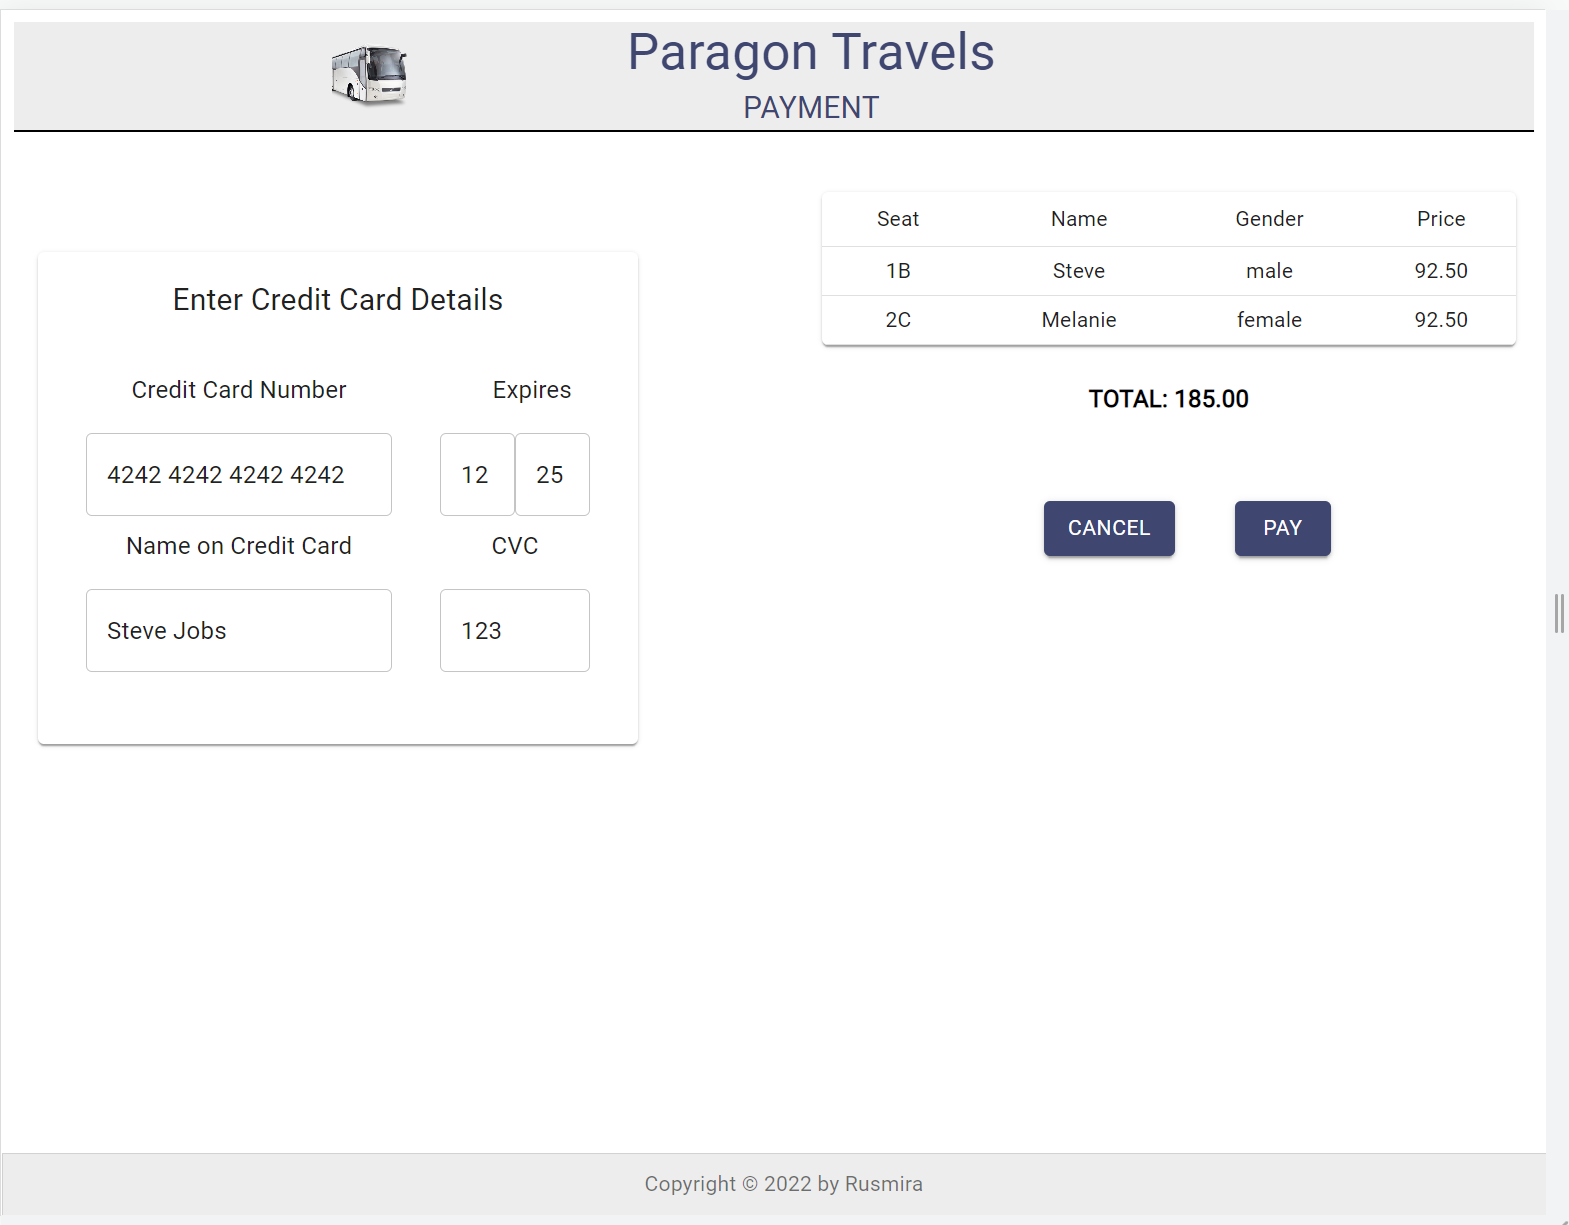 Paragon Travels
PAYMENT
Enter Credit Card Details
Credit Card Number Expires
4242 4242 4242 4242 12 25
Name on Credit Card CVC
Steve Jobs 123
Seat Name Gender Price
1B Steve male 92.50
2C Melanie female 92.50
TOTAL: 185.00
CANCEL PAY
Copyright © 2022 by Rusmira